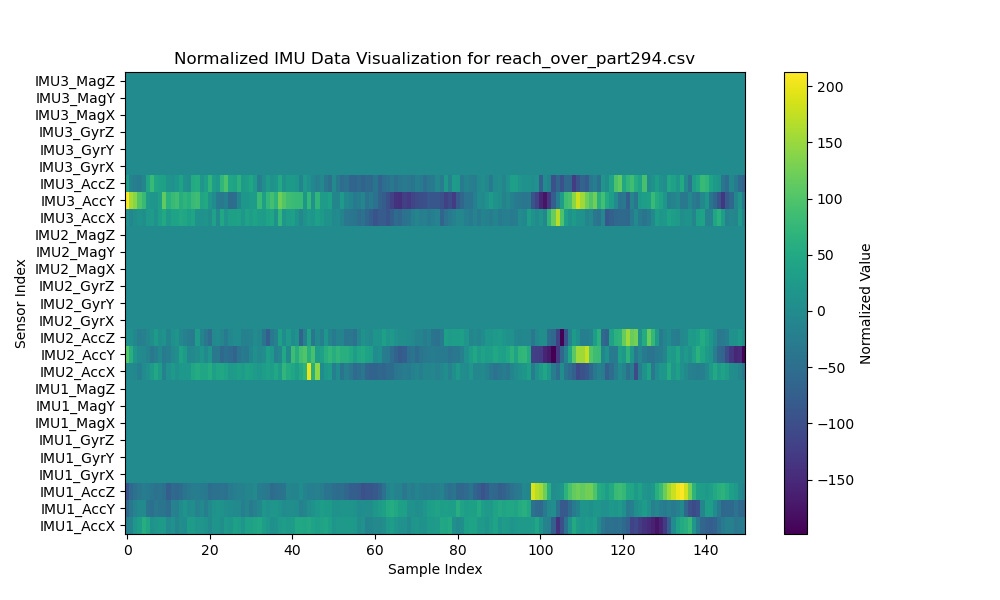 Normalized IMU Data Visualization for reach_over_part294.csv
IMU3_MagZ
IMU3_MagY
IMU3_MagX
IMU3_GyrZ
IMU3_GyrY
IMU3_GyrX
IMU3_AccZ
IMU3_AccY
IMU3_AccX
IMU2_MagZ
IMU2_MagY
IMU2_MagX
IMU2_GyrZ
IMU2_GyrY
IMU2_GyrX
IMU2_AccZ
IMU2_AccY
IMU2_AccX
IMU1_MagZ
IMU1_MagY
IMU1_MagX
IMU1_GyrZ
IMU1_GyrY
IMU1_GyrX
IMU1_AccZ
IMU1_AccY
IMU1_AccX
Sensor Index
0 20 40 60 80 100 120 140
Sample Index
200
150
100
50
0
−50
−100
−150
Normalized Value